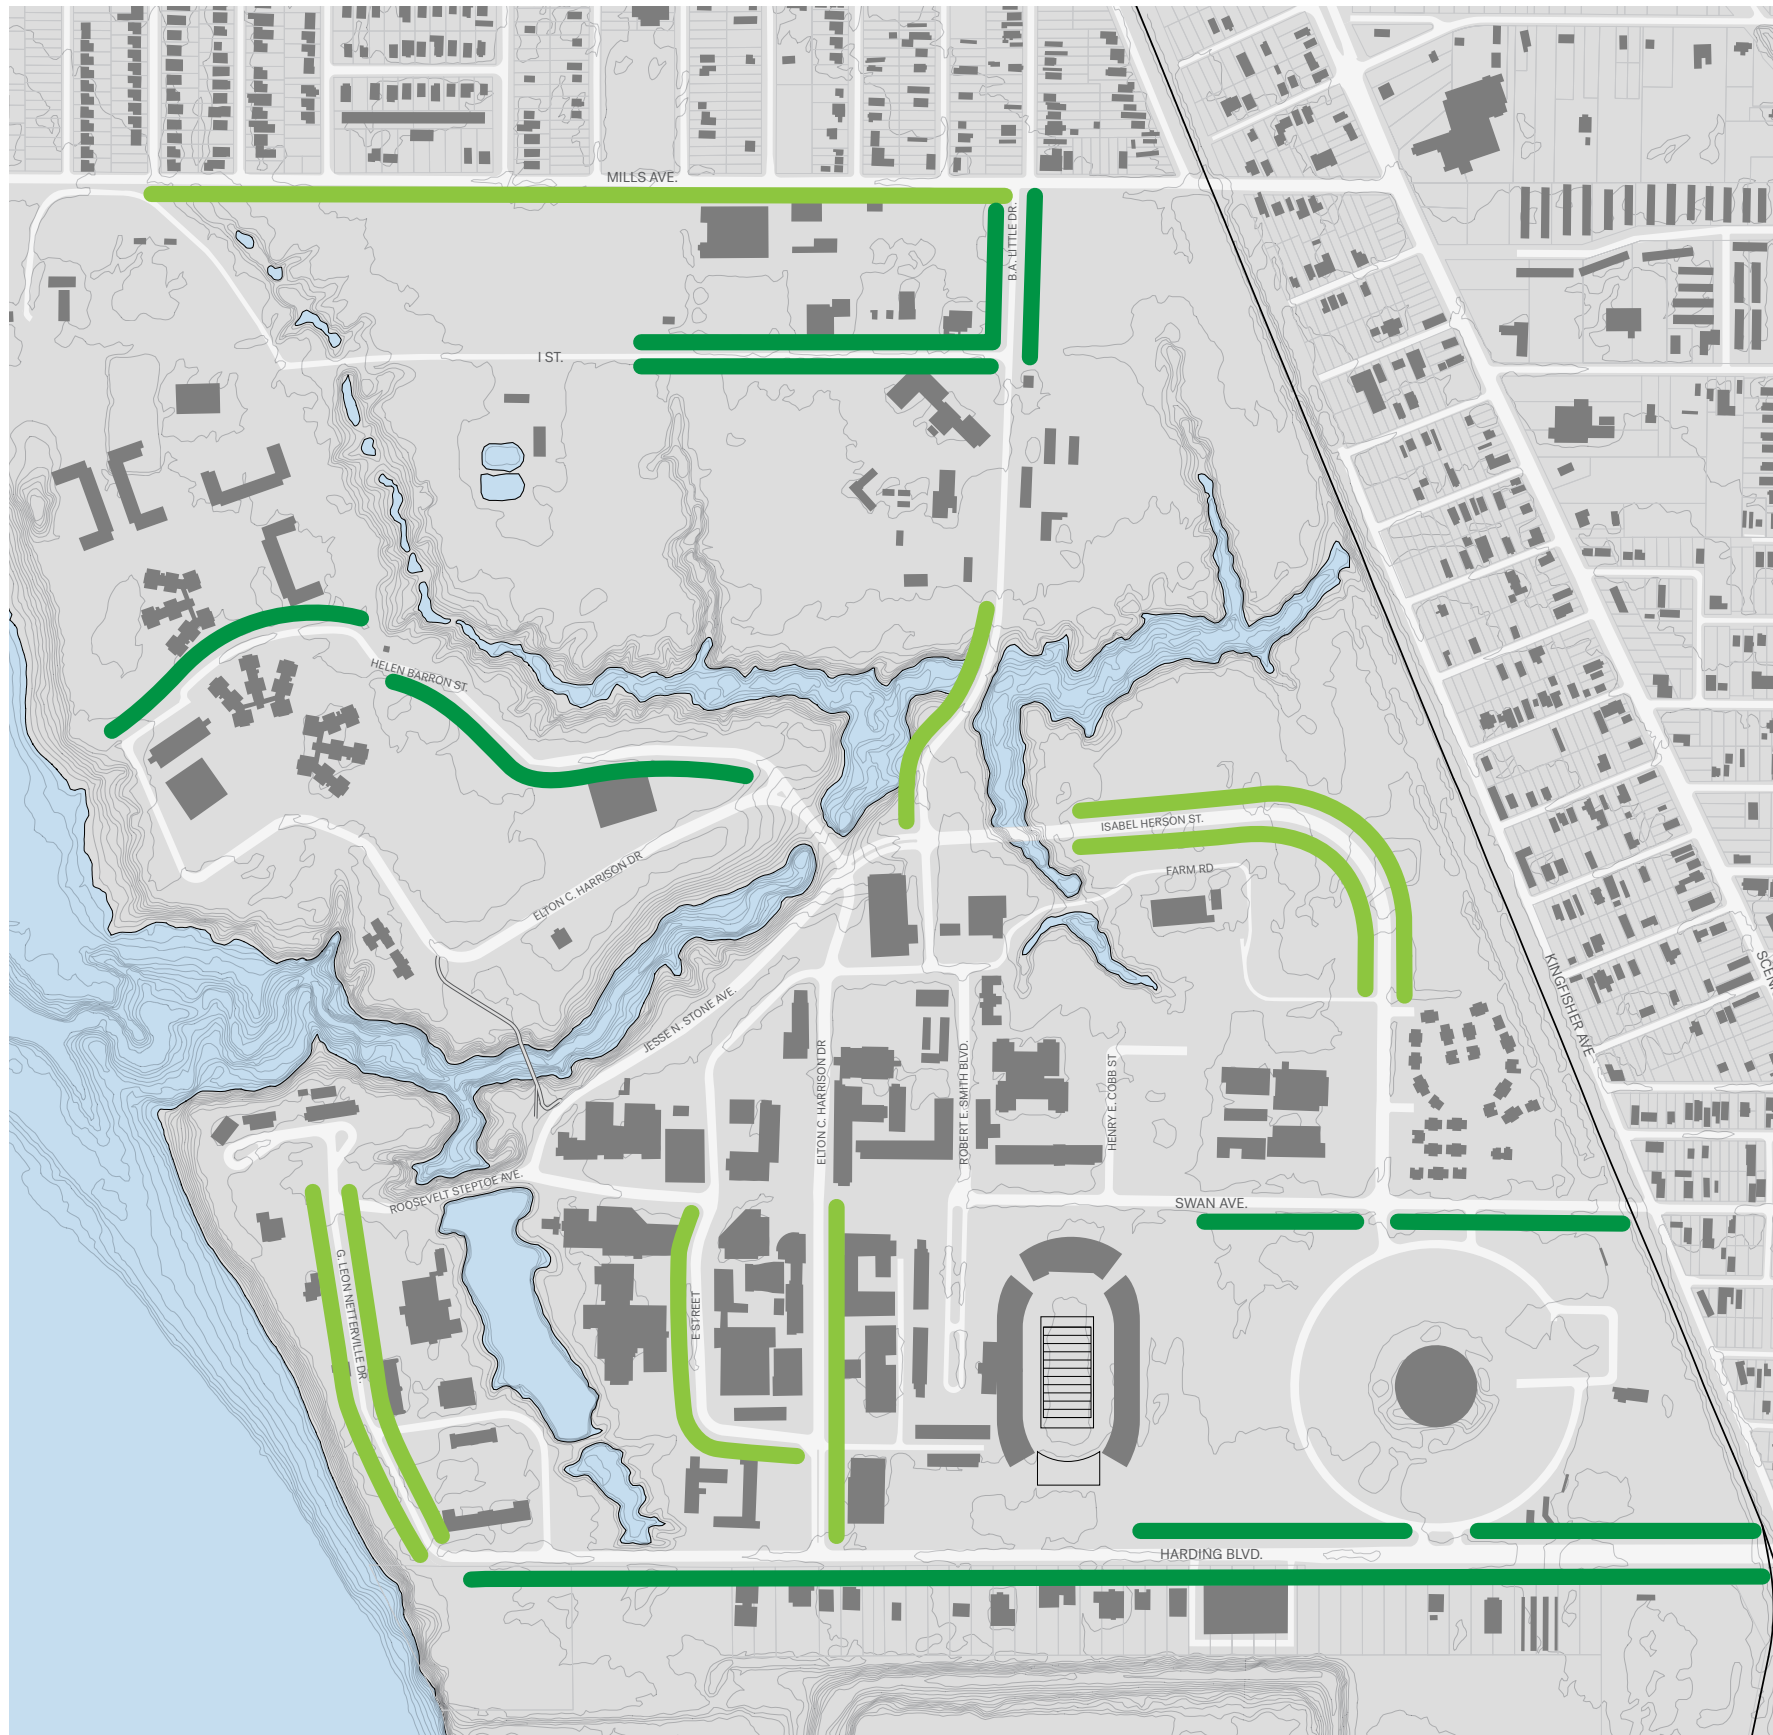 MILLS AVE.
B.A. LITTLE DR.
I ST.
HELEN BARRON ST.
ISABEL HERSON ST.
ELTON C. HARRISON DR
FARM RD
KINGFISHER AVE
JESSE N. STONE AVE.
ELTON C. HARRISON DR
ROBERT E. SMITH BLVD.
HENRY E. COBB ST
ROOSEVELT STEPTOE AVE.
SWAN AVE.
G. LEON NETTERVILLE DR.
E STREET
HARDING BLVD.